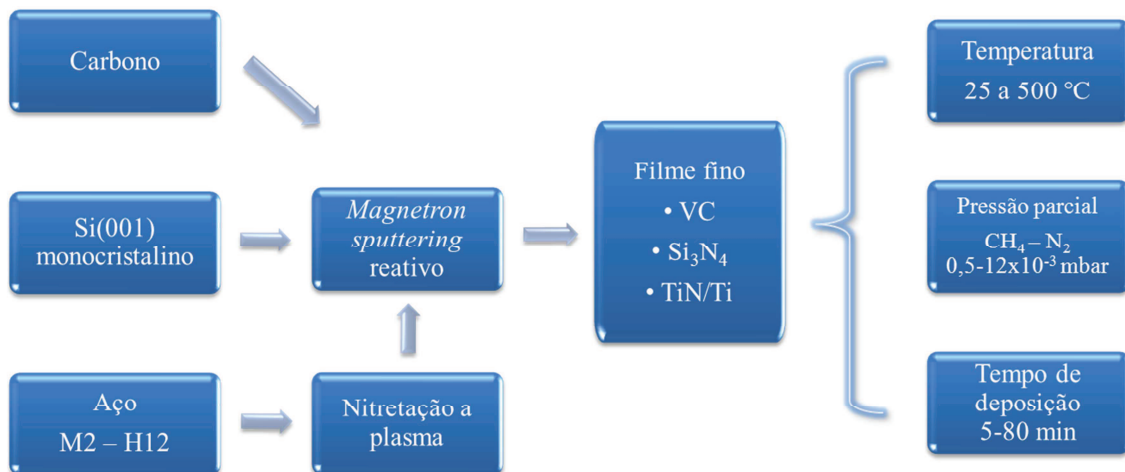 Carbono
Si(001)
monocristalino
Aço
M2 – H12
Magnetron
sputtering
reativo
Nitretação a
plasma
Filme fino
• VC
• Si₃N₄
• TiN/Ti
Temperatura
25 a 500 °C
Pressão parcial
CH₄ – N₂
0,5-12x10⁻³ mbar
Tempo de
deposição
5-80 min